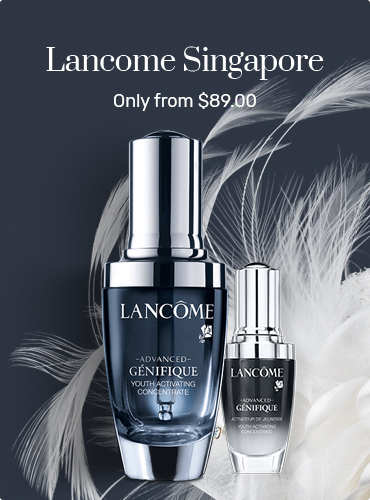 Lancome Singapore
Only from $89.00
LANCÔME
-ADVANCED-
GÉNIFIQUE
YOUTH ACTIVATING
CONCENTRATE
LANCÔME
-ADVANCED-
GÉNIFIQUE
ACTIVATEUR DE JEUNESSE
YOUTH ACTIVATING
CONCENTRATE